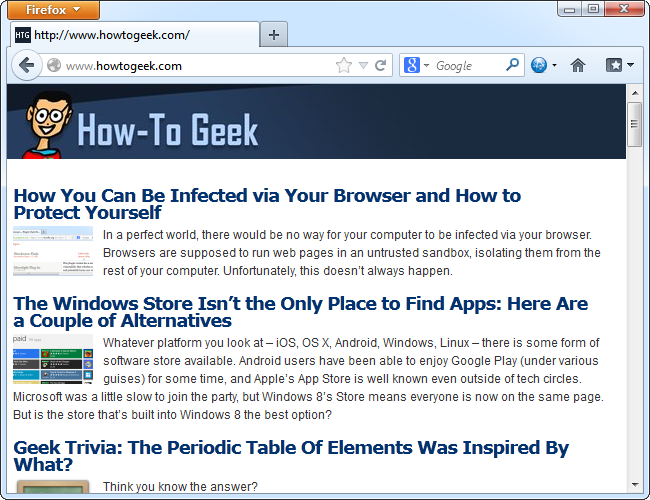 Firefox
HTG http://www.howtogeek.com/
www.howtogeek.com
Google
How-To Geek
How You Can Be Infected via Your Browser and How to
Protect Yourself
In a perfect world, there would be no way for your computer to be infected via your browser.
Browsers are supposed to run web pages in an untrusted sandbox, isolating them from the
rest of your computer. Unfortunately, this doesn’t always happen.
The Windows Store Isn’t the Only Place to Find Apps: Here Are
a Couple of Alternatives
paid
Whatever platform you look at – iOS, OS X, Android, Windows, Linux – there is some form of
software store available. Android users have been able to enjoy Google Play (under various
guises) for some time, and Apple’s App Store is well known even outside of tech circles.
Microsoft was a little slow to join the party, but Windows 8’s Store means everyone is now on the same page.
But is the store that’s built into Windows 8 the best option?
Geek Trivia: The Periodic Table Of Elements Was Inspired By
What?
Think you know the answer?